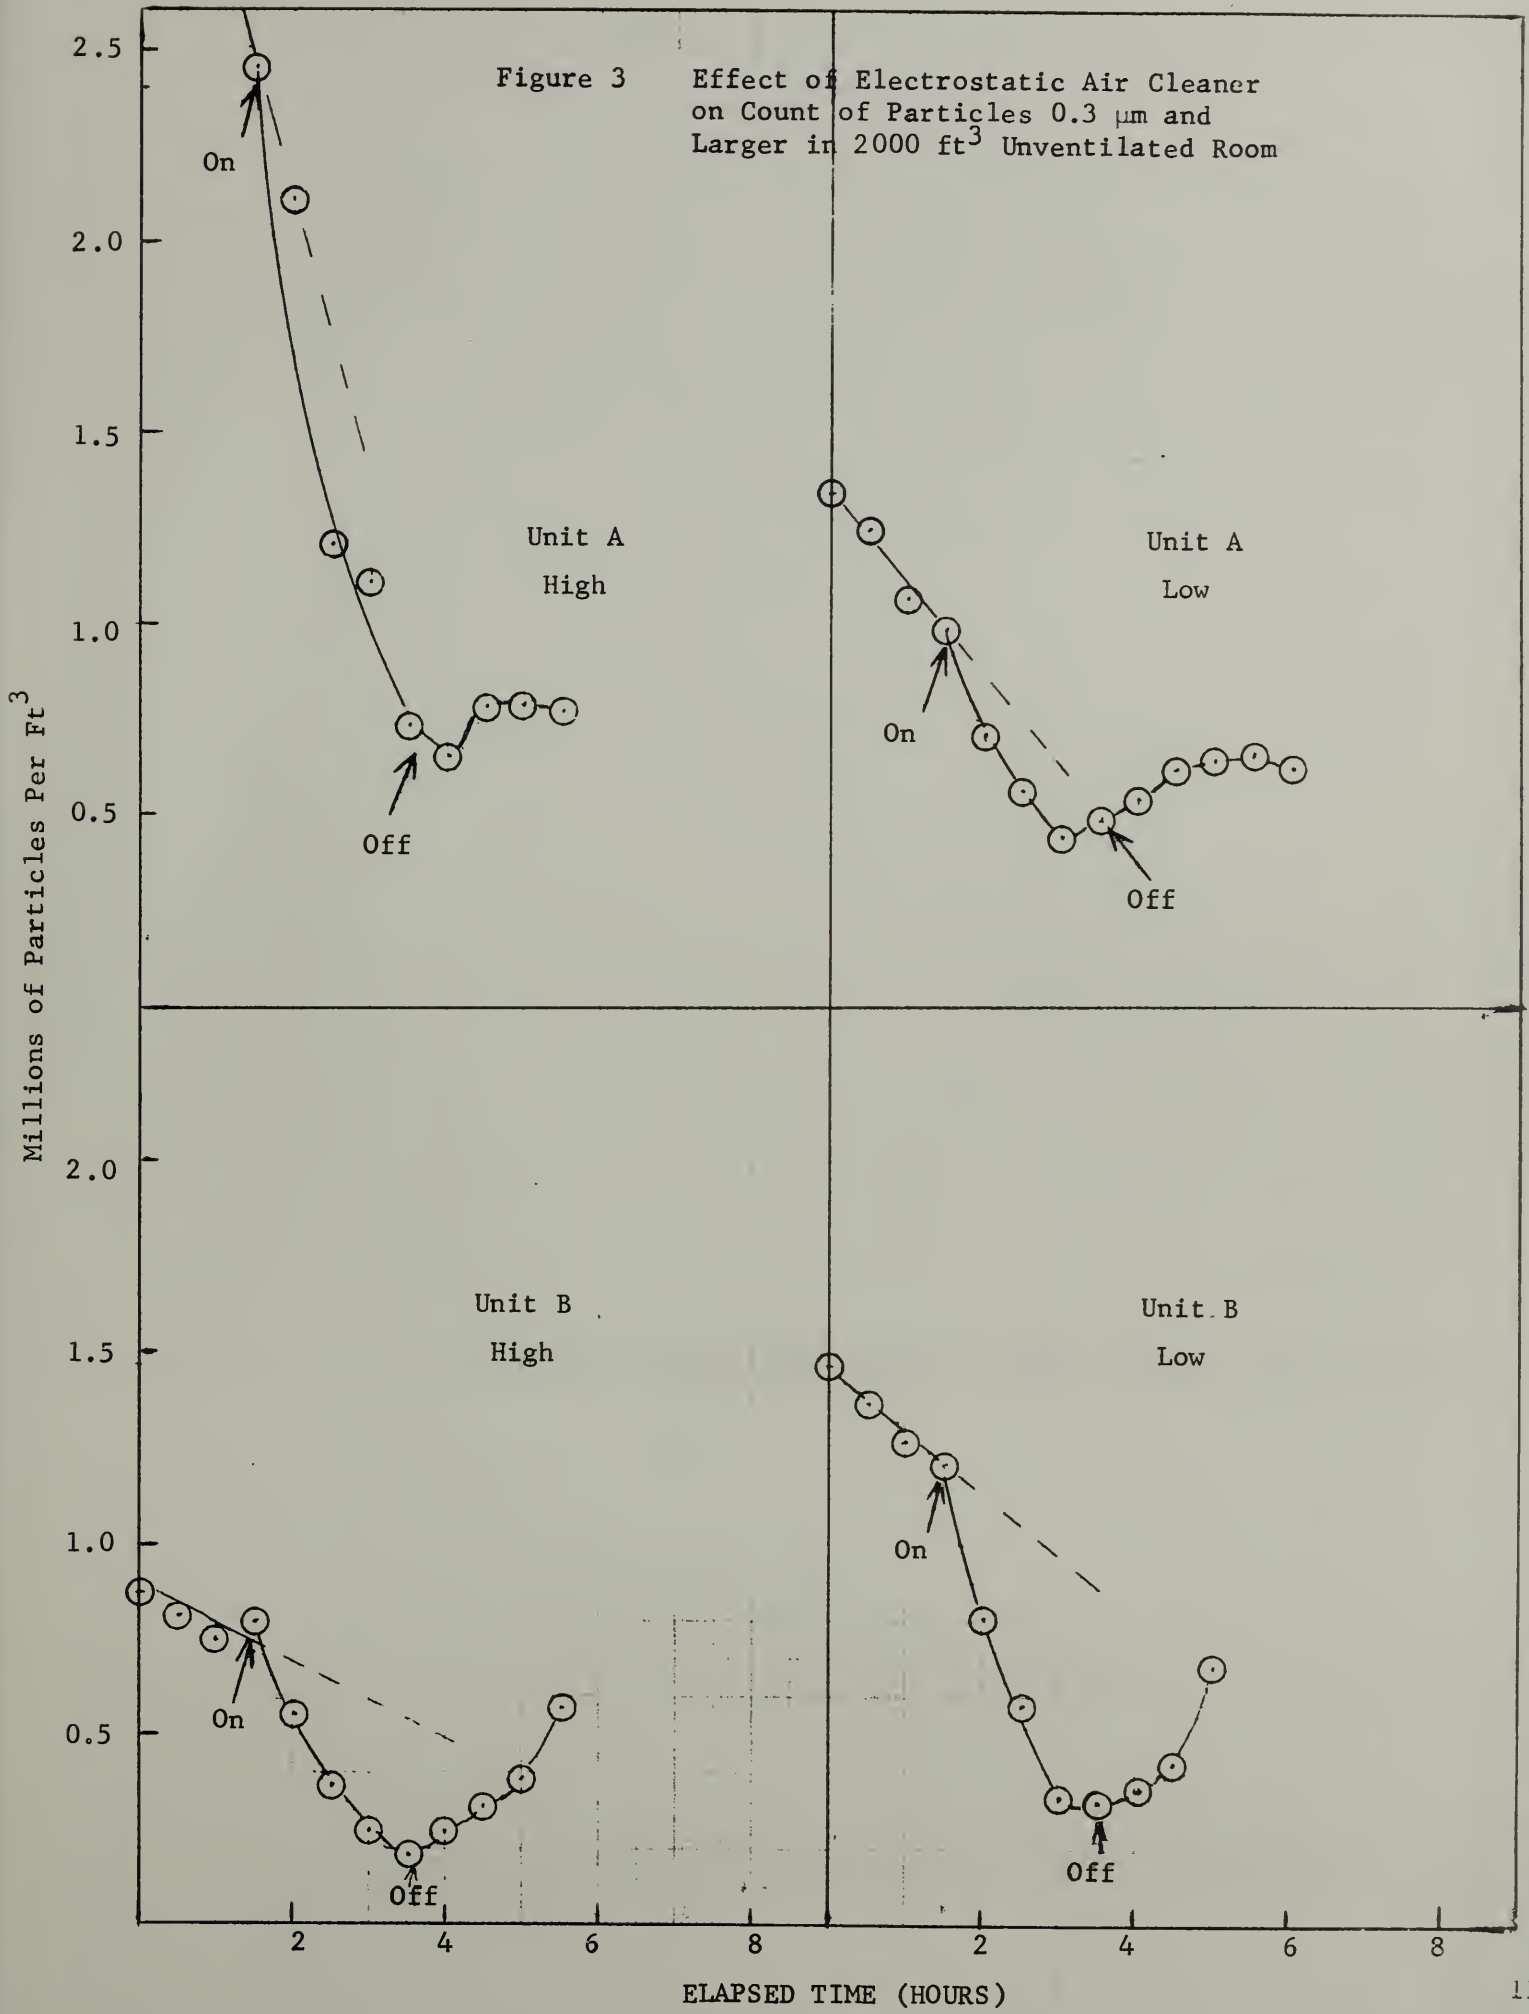 Figure 3 Effect of Electrostatic Air Cleaner
on Count of Particles 0.3 μm and
Larger in 2000 ft³ Unventilated Room
Millions of Particles Per Ft³
2.5
2.0
1.5
1.0
0.5
On
Off
Unit A
High
On
Off
Unit A
Low
2.0
1.5
1.0
0.5
On
Off
Unit B
High
On
Off
Unit B
Low
2 4 6 8 2 4 6 8
ELAPSED TIME (HOURS)